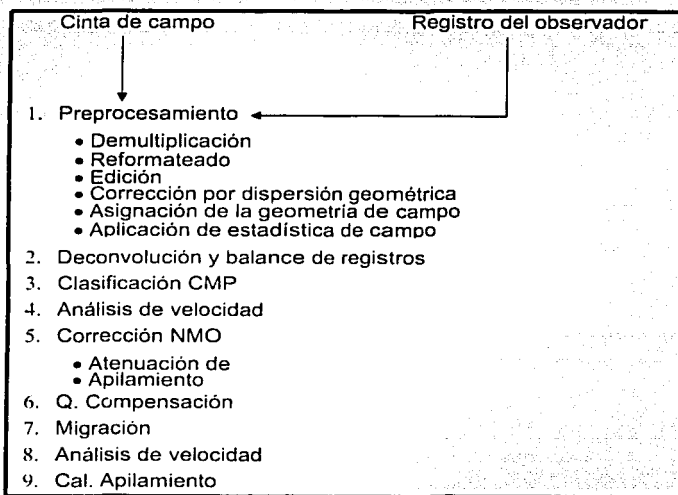 Cinta de campo Registro del observador
1. Preprocesamiento
• Demultiplicación
• Reformateado
• Edición
• Corrección por dispersión geométrica
• Asignación de la geometría de campo
• Aplicación de estadística de campo
2. Deconvolución y balance de registros
3. Clasificación CMP
4. Análisis de velocidad
5. Corrección NMO
• Atenuación de
• Apilamiento
6. Q. Compensación
7. Migración
8. Análisis de velocidad
9. Cal. Apilamiento